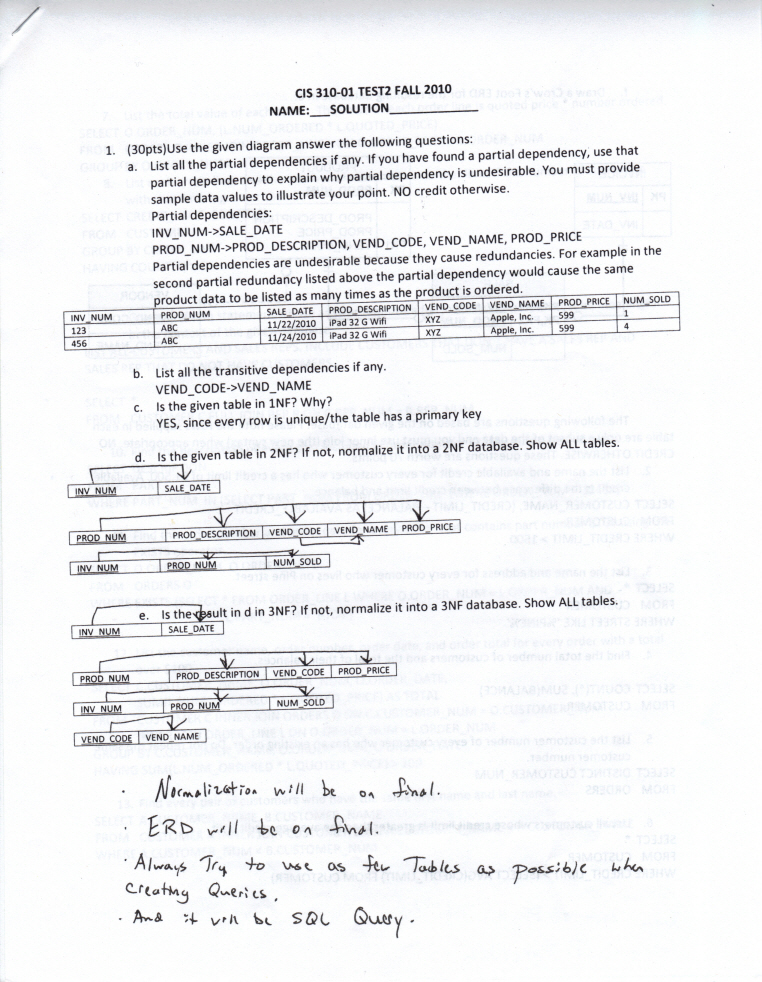 CIS 310-01 TEST2 FALL 2010
NAME:___SOLUTION_______________
1. (30pts)Use the given diagram answer the following questions:
a. List all the partial dependencies if any. If you have found a partial dependency, use that
partial dependency to explain why partial dependency is undesirable. You must provide
sample data values to illustrate your point. NO credit otherwise.
Partial dependencies:
INV_NUM->SALE_DATE
PROD_NUM->PROD_DESCRIPTION, VEND_CODE, VEND_NAME, PROD_PRICE
Partial dependencies are undesirable because they cause redundancies. For example in the
second partial redundancy listed above the partial dependency would cause the same
product data to be listed as many times as the product is ordered.
INV_NUM PROD_NUM SALE_DATE PROD_DESCRIPTION VEND_CODE VEND_NAME PROD_PRICE NUM_SOLD
123 ABC 11/22/2010 iPad 32 G Wifi XYZ Apple, Inc. 599 1
456 ABC 11/24/2010 iPad 32 G Wifi XYZ Apple, Inc. 599 4
b. List all the transitive dependencies if any.
VEND_CODE->VEND_NAME
c. Is the given table in 1NF? Why?
YES, since every row is unique/the table has a primary key
d. Is the given table in 2NF? If not, normalize it into a 2NF database. Show ALL tables.
INV_NUM SALE_DATE
PROD_NUM PROD_DESCRIPTION VEND_CODE VEND_NAME PROD_PRICE
INV_NUM PROD_NUM NUM_SOLD
e. Is the result in d in 3NF? If not, normalize it into a 3NF database. Show ALL tables.
INV_NUM SALE_DATE
PROD_NUM PROD_DESCRIPTION VEND_CODE PROD_PRICE
INV_NUM PROD_NUM NUM_SOLD
VEND_CODE VEND_NAME
· Normalization will be on final.
· ERD will be on final.
· Always Try to use as few Tables as possible when
Creating Queries.
· And it will be SQL Query.